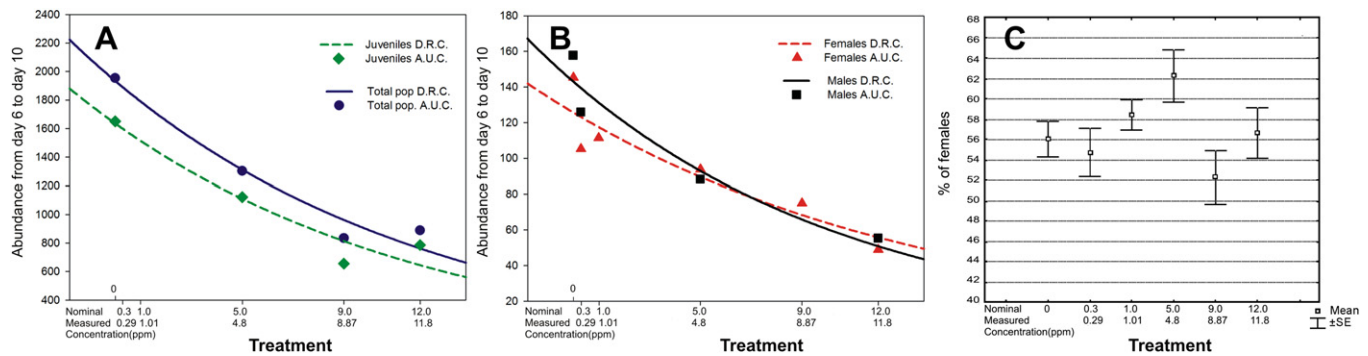 A
Juveniles D.R.C.
Juveniles A.U.C.
Total pop D.R.C.
Total pop. A.U.C.
Abundance from day 6 to day 10
2400
2200
2000
1800
1600
1400
1200
1000
800
600
400
0
Nominal 0.3 1.0 5.0 9.0 12.0
Measured 0.29 1.01 4.8 8.87 11.8
Concentration(ppm)
Treatment
B
Females D.R.C.
Females A.U.C.
Males D.R.C.
Males A.U.C.
Abundance from day 6 to day 10
180
160
140
120
100
80
60
40
20
0
Nominal 0.3 1.0 5.0 9.0 12.0
Measured 0.29 1.01 4.8 8.87 11.8
Concentration(ppm)
Treatment
C
% of females
68
66
64
62
60
58
56
54
52
50
48
46
44
42
40
Nominal 0 0.3 1.0 5.0 9.0 12.0
Measured 0.29 1.01 4.8 8.87 11.8
Concentration(ppm)
Mean
±SE
Treatment